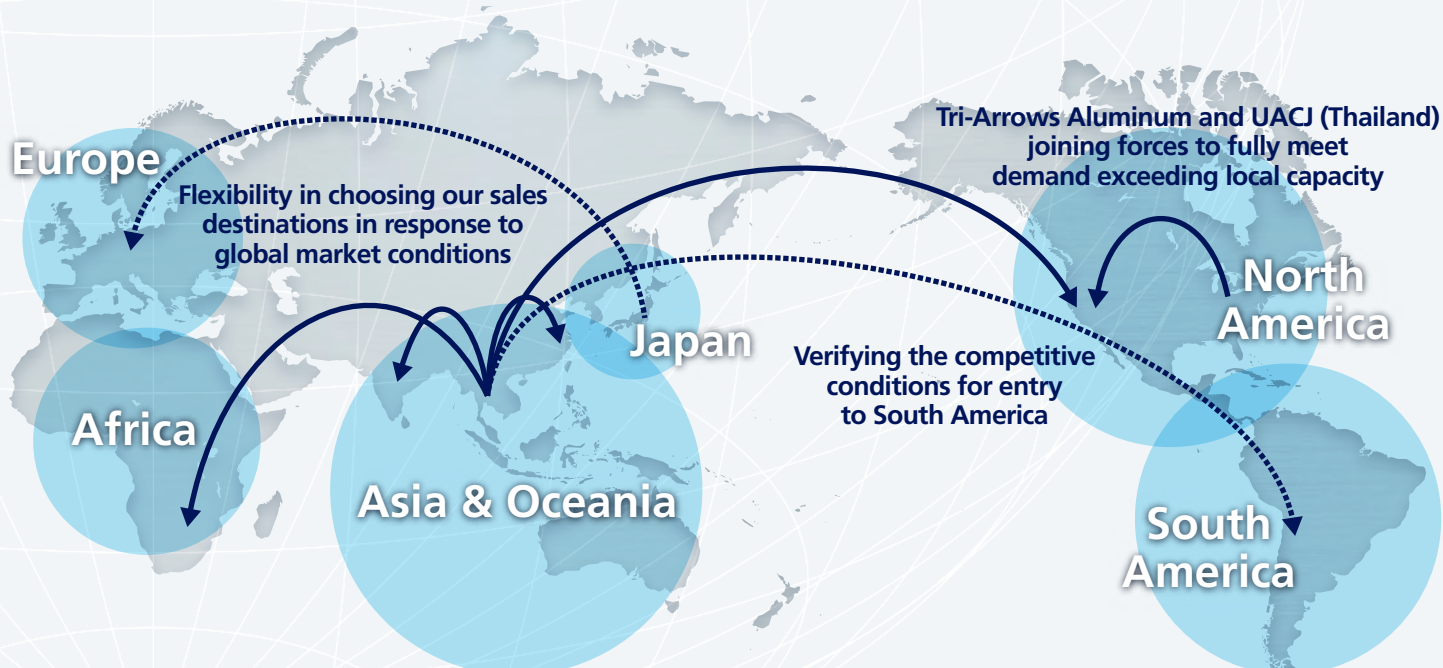 Tri-Arrows Aluminum and UACJ (Thailand)
joining forces to fully meet
demand exceeding local capacity
Europe
Flexibility in choosing our sales
destinations in response to
global market conditions
North
America
Japan
Verifying the competitive
conditions for entry
to South America
Africa
Asia & Oceania
South
America